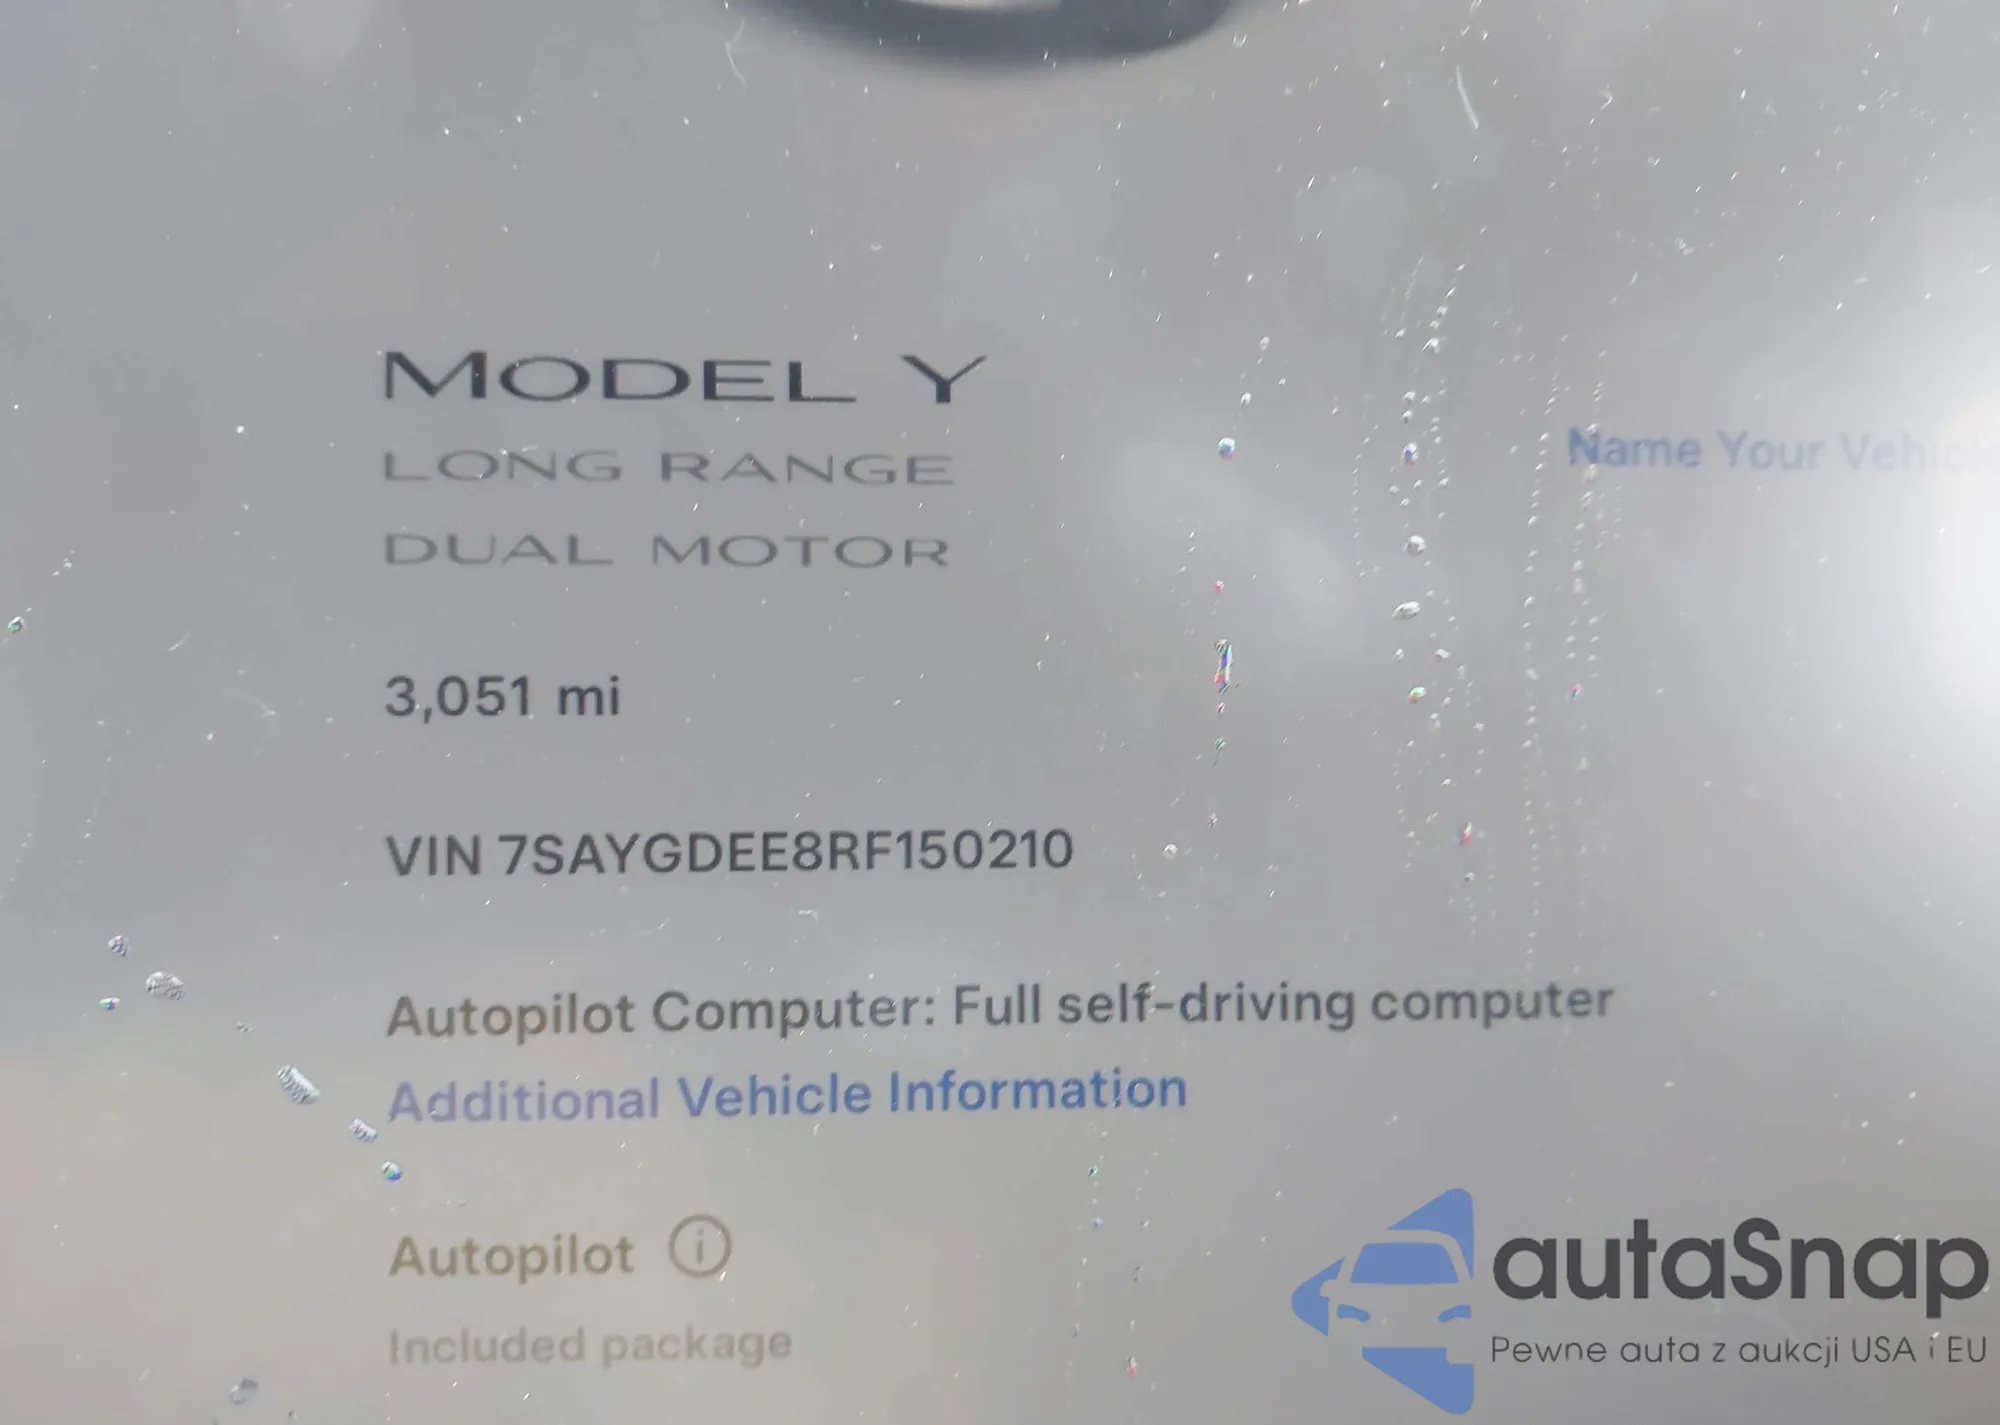 MODEL Y
LONG RANGE
DUAL MOTOR
Name Your Vehicle
3,051 mi
VIN 7SAYGDEE8RF150210
Autopilot Computer: Full self-driving computer
Additional Vehicle Information
Autopilot
Included package
autaSnap
Pewne auta z aukcji USA i EU